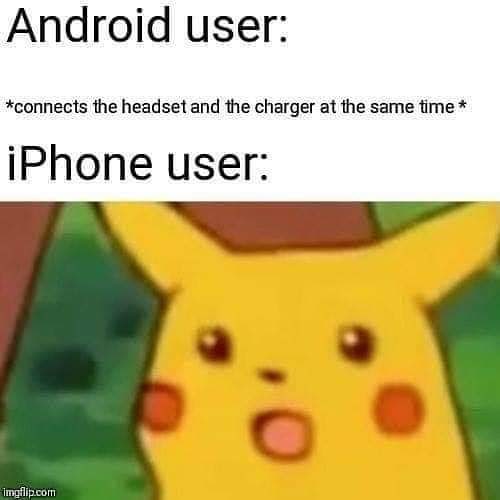 Android user:
*connects the headset and the charger at the same time *
iPhone user:
imgflip.com